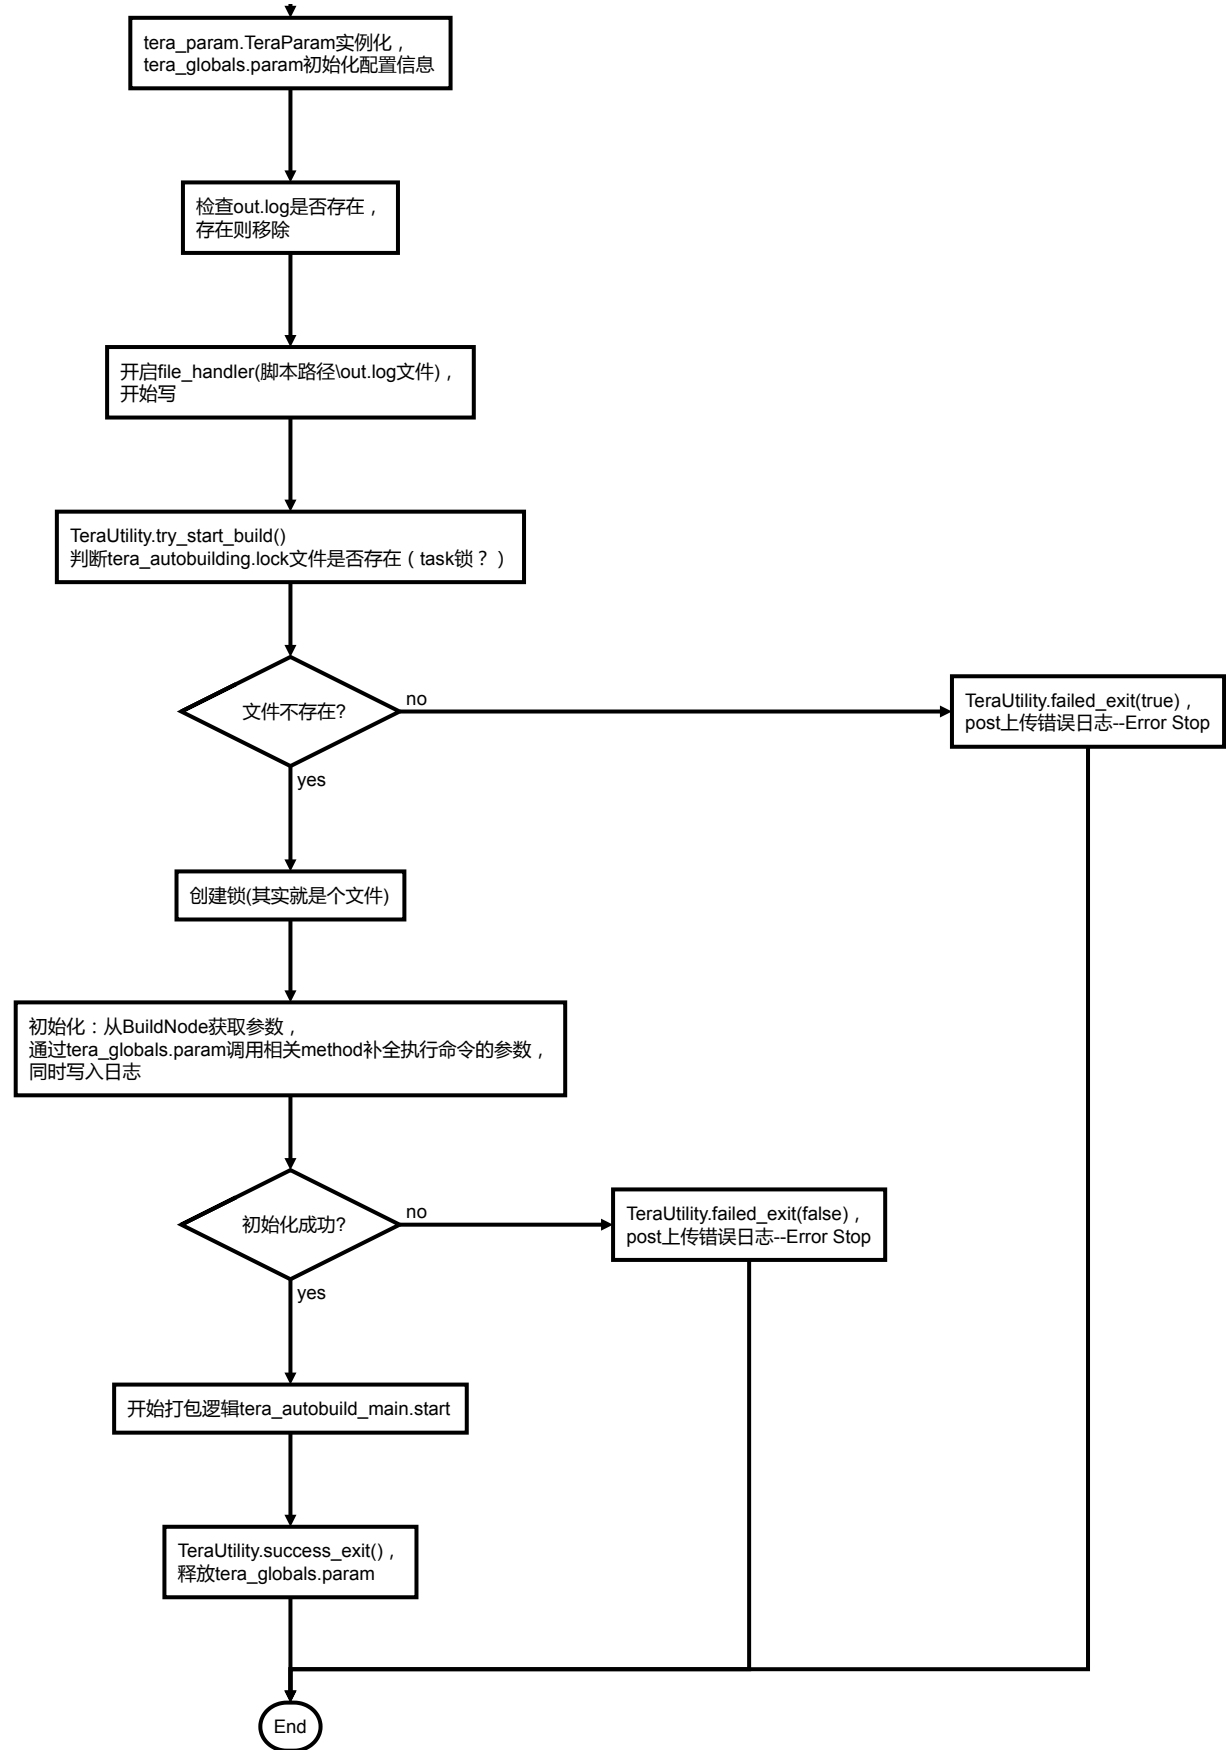 tera_param.TeraParam实例化，
tera_globals.param初始化配置信息
检查out.log是否存在，
存在则移除
开启file_handler(脚本路径\out.log文件)，
开始写
TeraUtility.try_start_build()
判断tera_autobuilding.lock文件是否存在（task锁？）
文件不存在?
no
TeraUtility.failed_exit(true)，
post上传错误日志--Error Stop
yes
创建锁(其实就是个文件)
初始化：从BuildNode获取参数，
通过tera_globals.param调用相关method补全执行命令的参数，
同时写入日志
初始化成功?
no
TeraUtility.failed_exit(false)，
post上传错误日志--Error Stop
yes
开始打包逻辑tera_autobuild_main.start
TeraUtility.success_exit()，
释放tera_globals.param
End